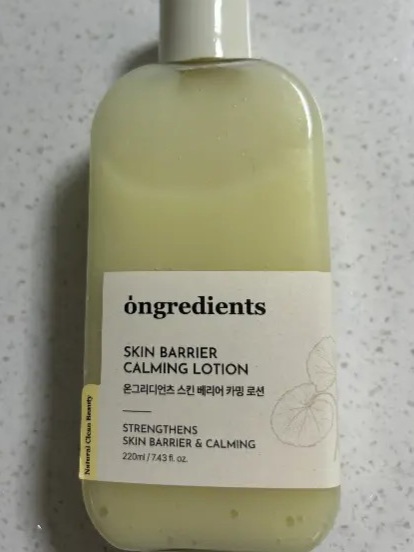 ongredients
SKIN BARRIER
CALMING LOTION
온그리디언츠 스킨 베리어 카밍 로션
STRENGTHENS
SKIN BARRIER & CALMING
220ml / 7.43 fl. oz.
Natural Clean Beauty